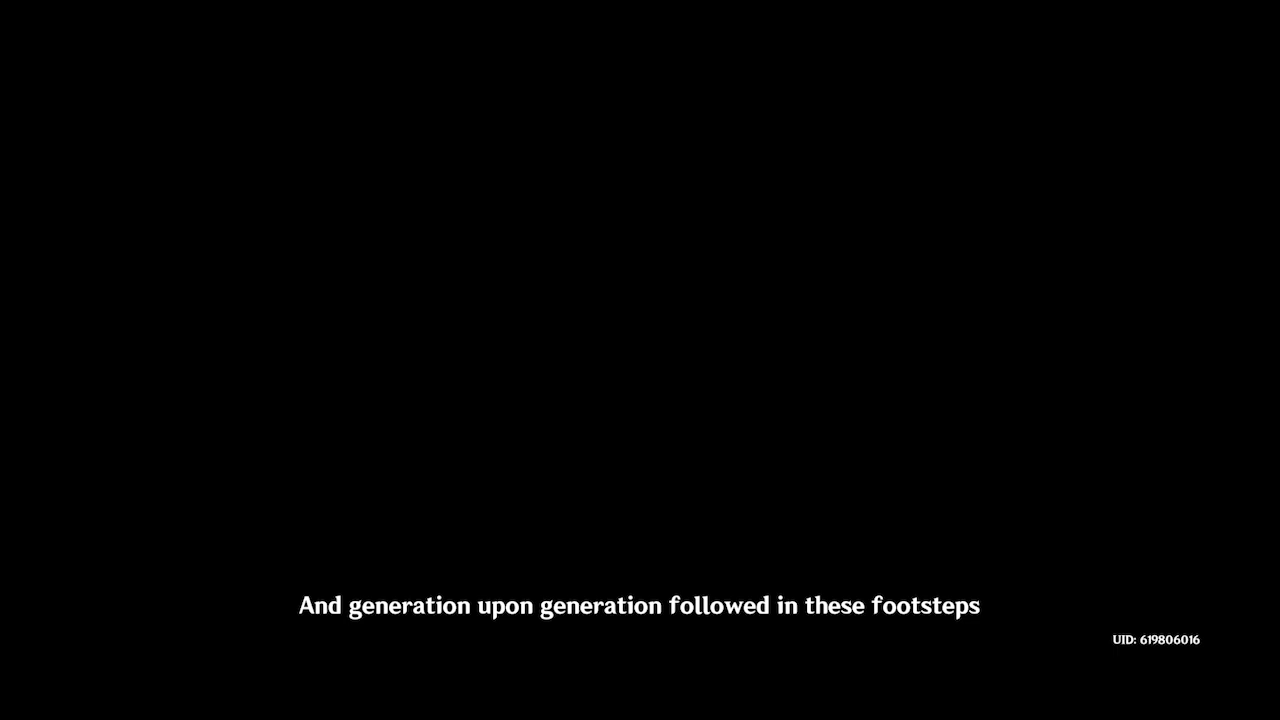 And generation upon generation followed in these footsteps
UID: 619806016